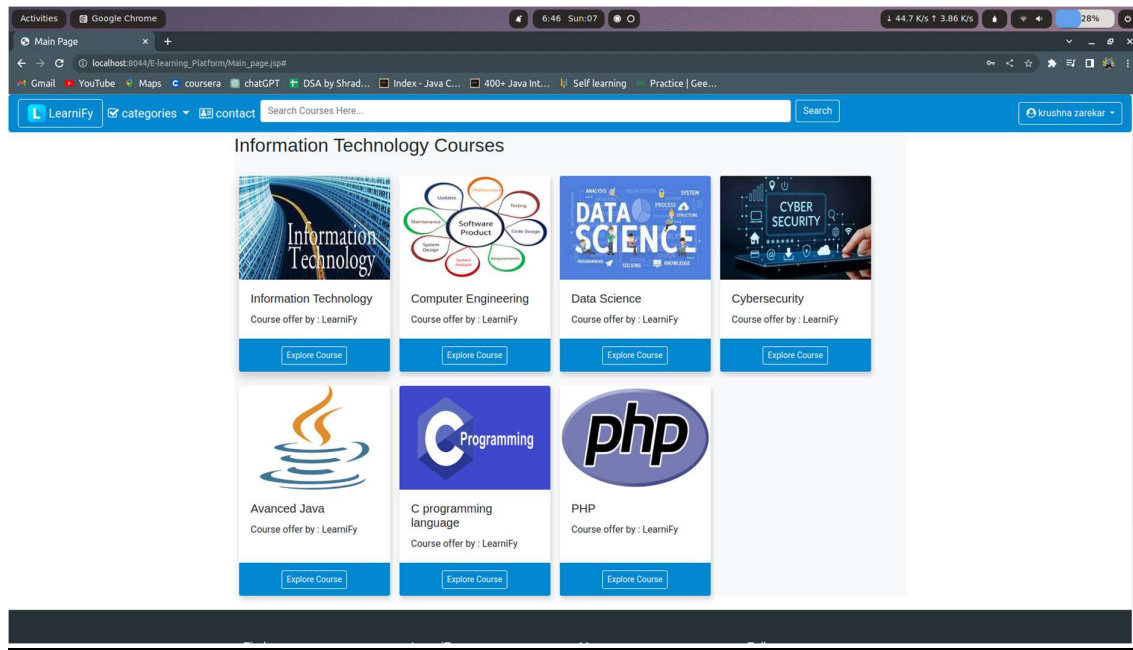 Activities Google Chrome 6:46 Sun:07 ↓ 44.7 K/s ↑ 3.86 K/s 28%
Main Page
localhost:8044/E-learning_Platform/Main_page.jsp#
Gmail YouTube Maps coursera chatGPT DSA by Shrad... Index - Java C... 400+ Java Int... Self learning Practice | Gee...
L LearniFy categories contact Search Courses Here... Search krushna zarekar
Information Technology Courses
Information
Technology
Deployment
Updates
Testing
Maintenance
Software
Product
Code Design
System
Design
System
Analysis
Requirements
ANALYSIS
SYSTEM
PROCESS
DATA
STRUCTURE
SCIENCE
PROGRAMMING
SOLVING
KNOWLEDGE
CYBER
SECURITY
Information Technology
Course offer by : LearniFy
Explore Course
Computer Engineering
Course offer by : LearniFy
Explore Course
Data Science
Course offer by : LearniFy
Explore Course
Cybersecurity
Course offer by : LearniFy
Explore Course
Avanced Java
Course offer by : LearniFy
Explore Course
C Programming
C programming
language
Course offer by : LearniFy
Explore Course
php
PHP
Course offer by : LearniFy
Explore Course